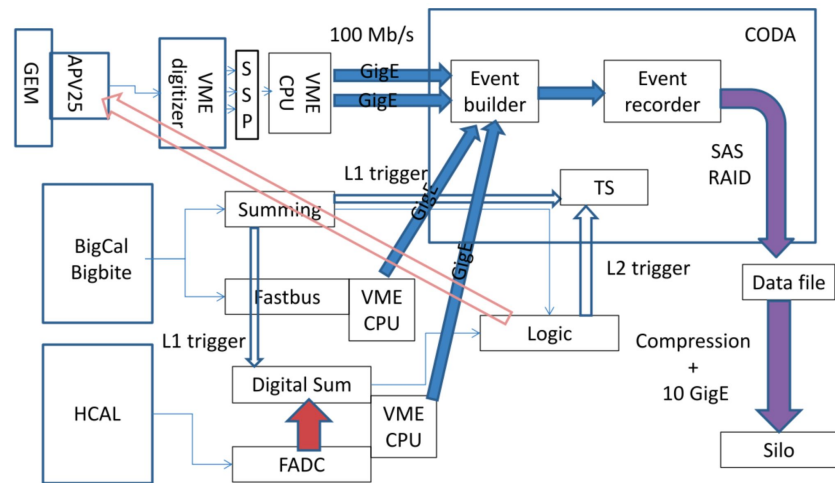 100 Mb/s
CODA
GEM
APV25
VME
digitizer
S
S
P
VME
CPU
GigE
GigE
Event
builder
Event
recorder
SAS
RAID
L1 trigger
TS
Summing
GigE
BigCal
Bigbite
GigE
L2 trigger
Fastbus
VME
CPU
Data file
L1 trigger
Logic
Compression
+
10 GigE
Digital Sum
HCAL
VME
CPU
FADC
Silo